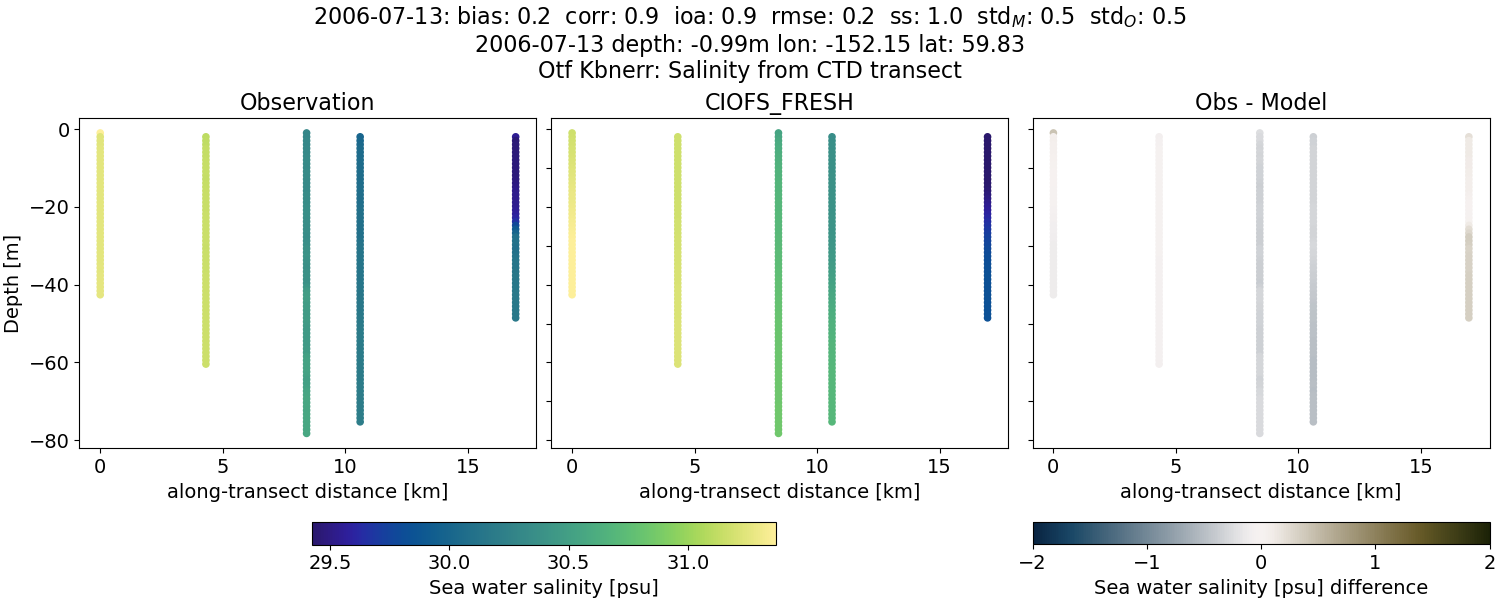 2006-07-13: bias: 0.2  corr: 0.9  ioa: 0.9  rmse: 0.2  ss: 1.0  std_M: 0.5  std_O: 0.5
2006-07-13 depth: -0.99m lon: -152.15 lat: 59.83
Otf Kbnerr: Salinity from CTD transect
Observation
CIOFS_FRESH
Obs - Model
Depth [m]
0
−20
−40
−60
−80
0 5 10 15
0 5 10 15
0 5 10 15
along-transect distance [km]
along-transect distance [km]
along-transect distance [km]
29.5 30.0 30.5 31.0
Sea water salinity [psu]
−2 −1 0 1 2
Sea water salinity [psu] difference